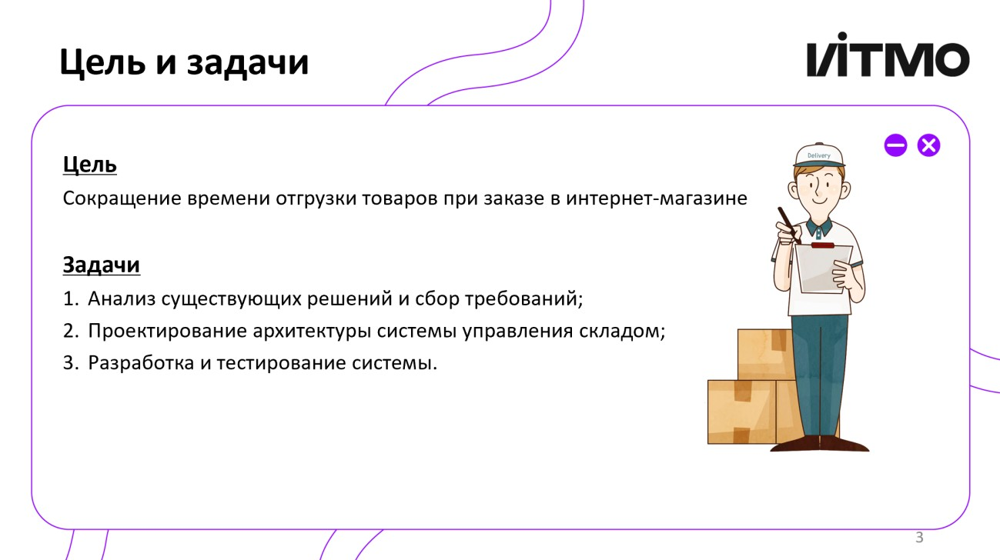 Цель и задачи
ИТМО
Цель
Сокращение времени отгрузки товаров при заказе в интернет-магазине
Задачи
1. Анализ существующих решений и сбор требований;
2. Проектирование архитектуры системы управления складом;
3. Разработка и тестирование системы.
Delivery
3